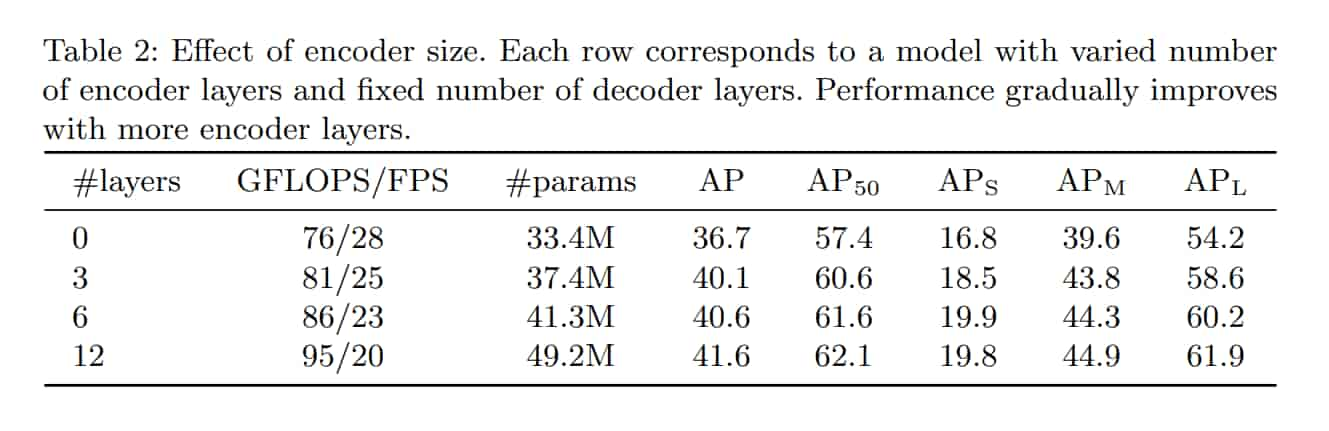 Table 2: Effect of encoder size. Each row corresponds to a model with varied number
of encoder layers and fixed number of decoder layers. Performance gradually improves
with more encoder layers.
#layers GFLOPS/FPS #params AP AP50 APS APM APL
0 76/28 33.4M 36.7 57.4 16.8 39.6 54.2
3 81/25 37.4M 40.1 60.6 18.5 43.8 58.6
6 86/23 41.3M 40.6 61.6 19.9 44.3 60.2
12 95/20 49.2M 41.6 62.1 19.8 44.9 61.9